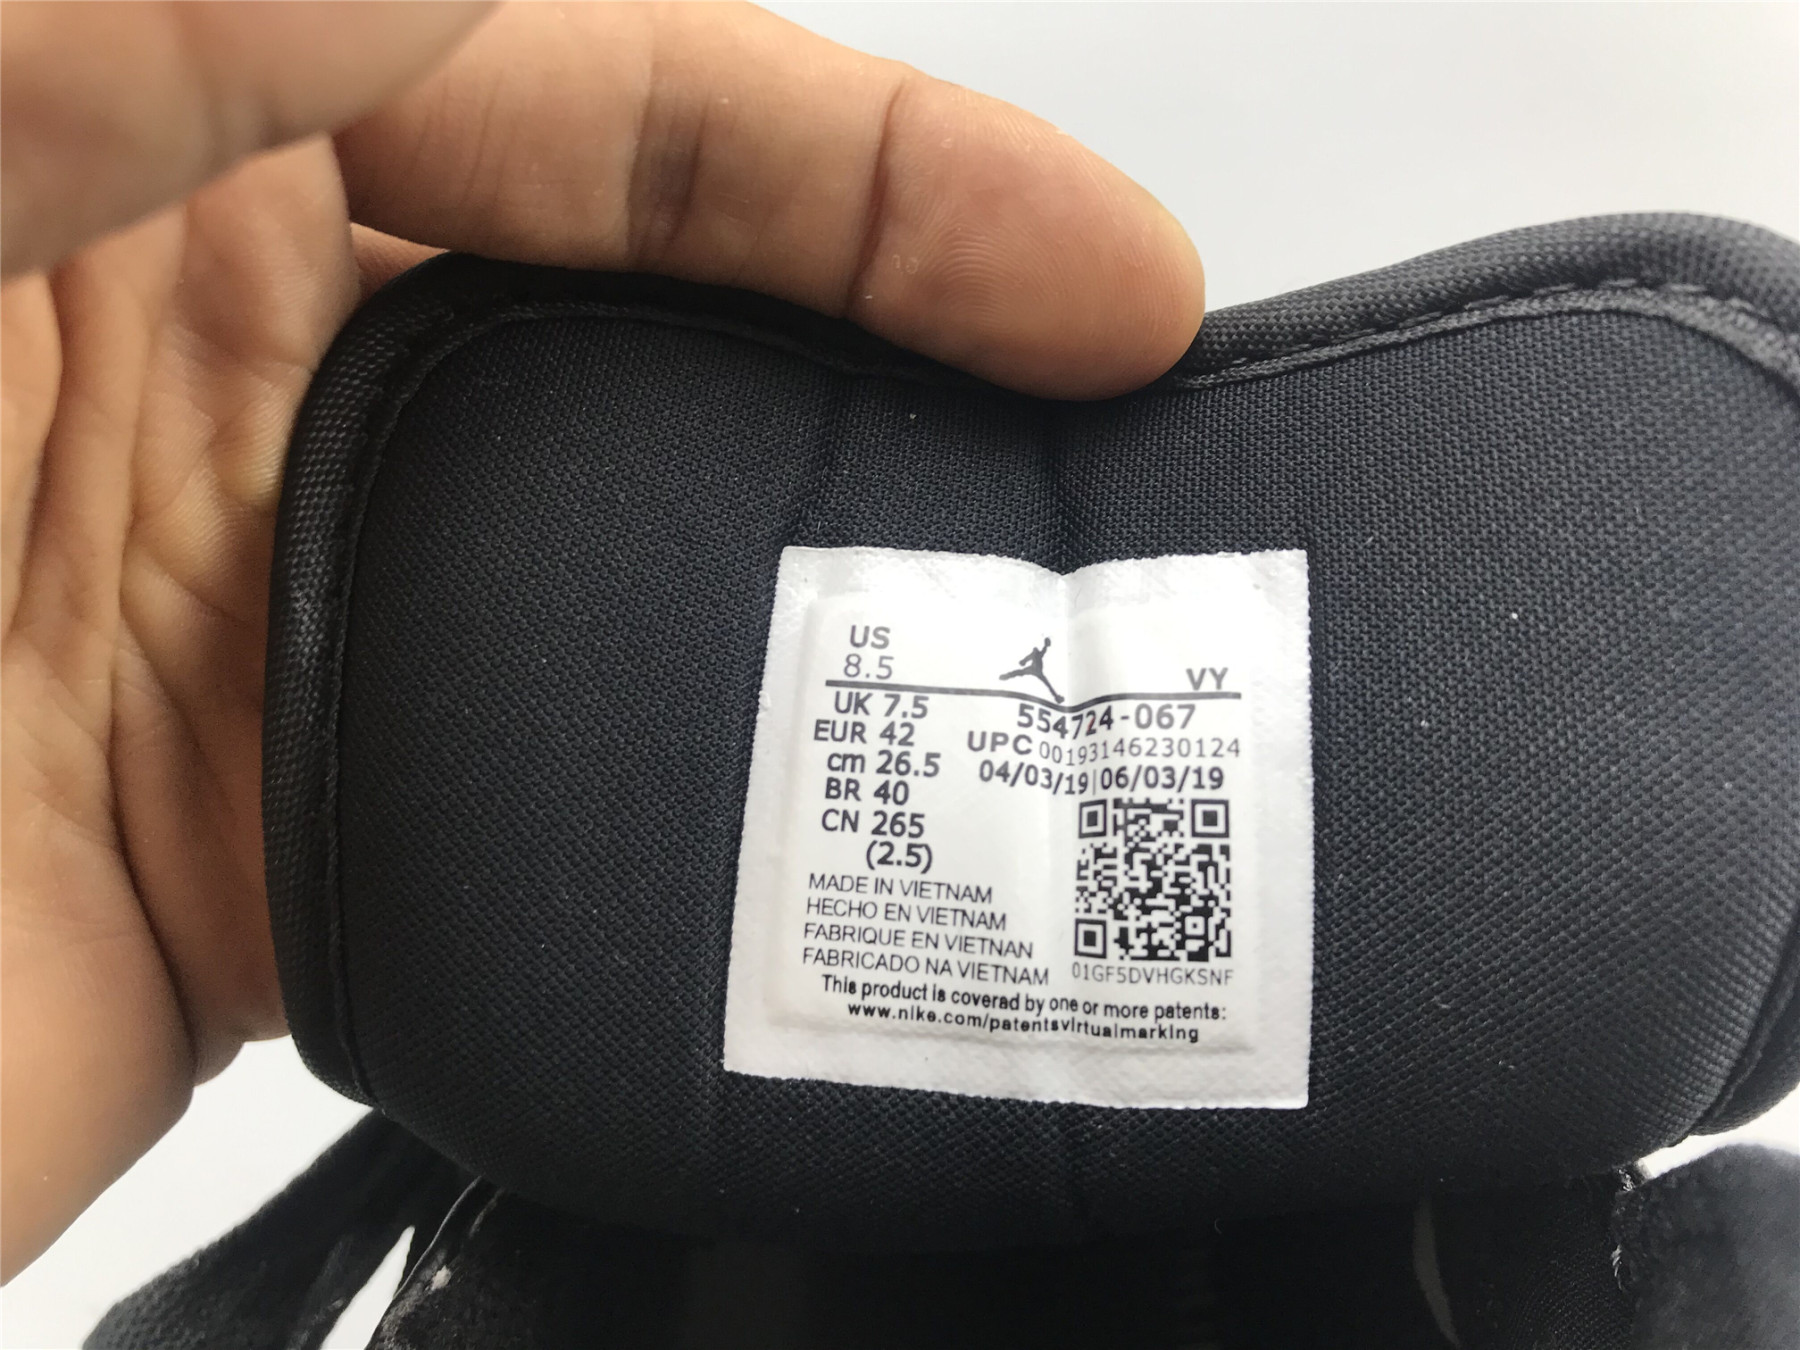 US
8.5
VY
UK 7.5
EUR 42
cm 26.5
BR 40
CN 265
(2.5)
554724-067
UPC 00193146230124
04/03/19|06/03/19
MADE IN VIETNAM
HECHO EN VIETNAM
FABRIQUE EN VIETNAN
FABRICADO NA VIETNAM
01GF5DVHGKSNF
This product is coverad by one or more patents:
www.nike.com/patentsvirtualmarking